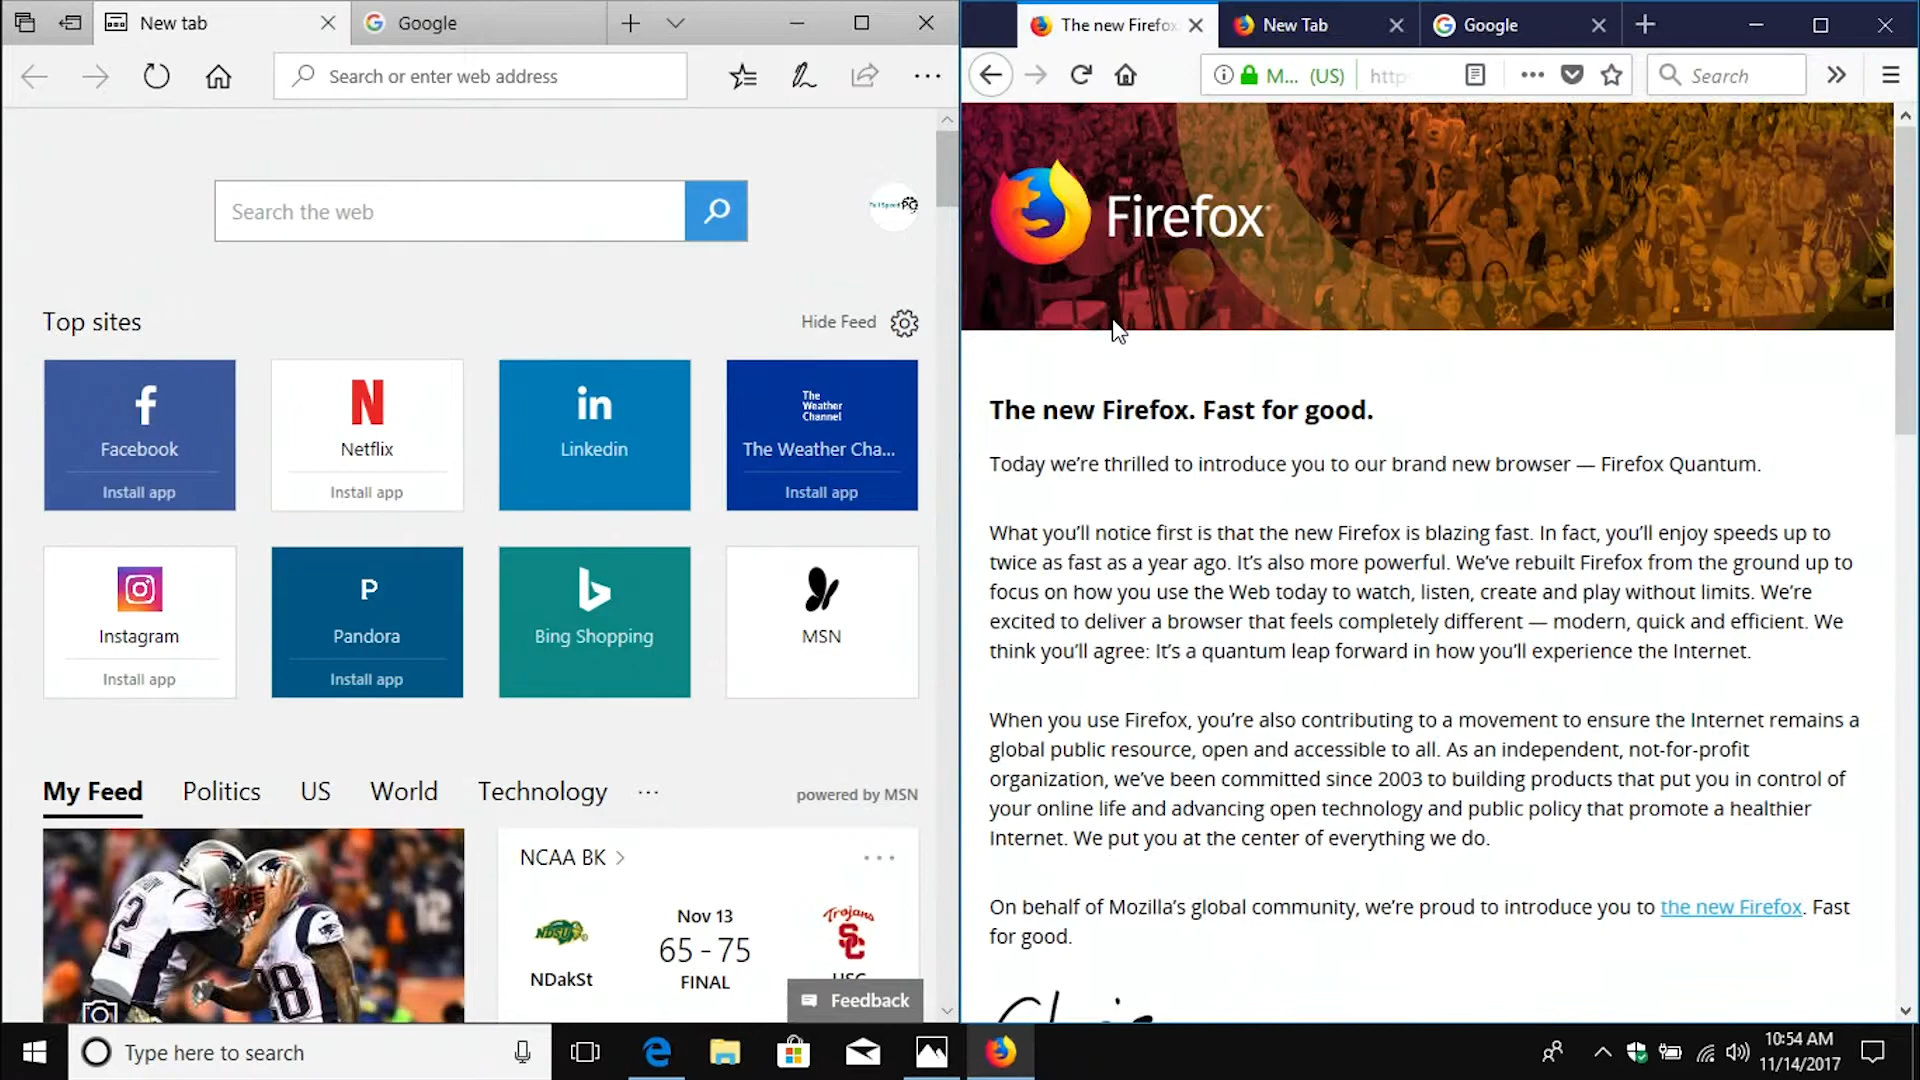 New tab
Google
Search or enter web address
Search the web
Top sites
Hide Feed
Facebook
Install app
Netflix
Install app
in
Linkedin
The
Weather
Channel
The Weather Cha...
Install app
Instagram
Install app
P
Pandora
Install app
Bing Shopping
MSN
My Feed
Politics
US
World
Technology
powered by MSN
NCAA BK
NDSU
NDakSt
Nov 13
65 - 75
FINAL
Trojans
SC
USC
12
28
Feedback
The new Firefox
New Tab
Google
M... (US)
https
Search
Firefox
The new Firefox. Fast for good.
Today we’re thrilled to introduce you to our brand new browser — Firefox Quantum.
What you’ll notice first is that the new Firefox is blazing fast. In fact, you’ll enjoy speeds up to
twice as fast as a year ago. It’s also more powerful. We’ve rebuilt Firefox from the ground up to
focus on how you use the Web today to watch, listen, create and play without limits. We’re
excited to deliver a browser that feels completely different — modern, quick and efficient. We
think you’ll agree: It’s a quantum leap forward in how you’ll experience the Internet.
When you use Firefox, you’re also contributing to a movement to ensure the Internet remains a
global public resource, open and accessible to all. As an independent, not-for-profit
organization, we’ve been committed since 2003 to building products that put you in control of
your online life and advancing open technology and public policy that promote a healthier
Internet. We put you at the center of everything we do.
On behalf of Mozilla’s global community, we’re proud to introduce you to the new Firefox. Fast
for good.
Type here to search
10:54 AM
11/14/2017